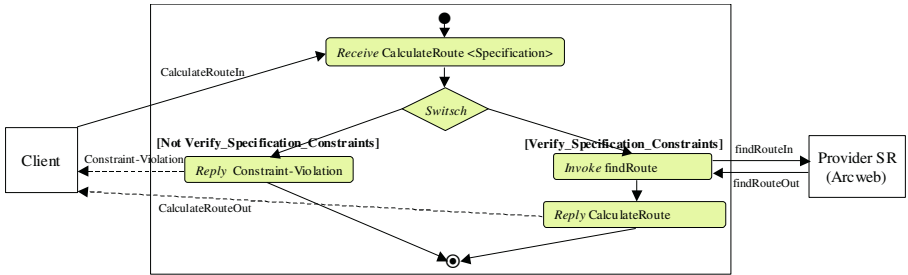 Receive CalculateRoute <Specification>
CalculateRouteIn
Switsch
[Not Verify_Specification_Constraints]
[Verify_Specification_Constraints]
Client
Constraint-Violation
Reply Constraint-Violation
Invoke findRoute
findRouteIn
Provider SR
(Arcweb)
findRouteOut
CalculateRouteOut
Reply CalculateRoute